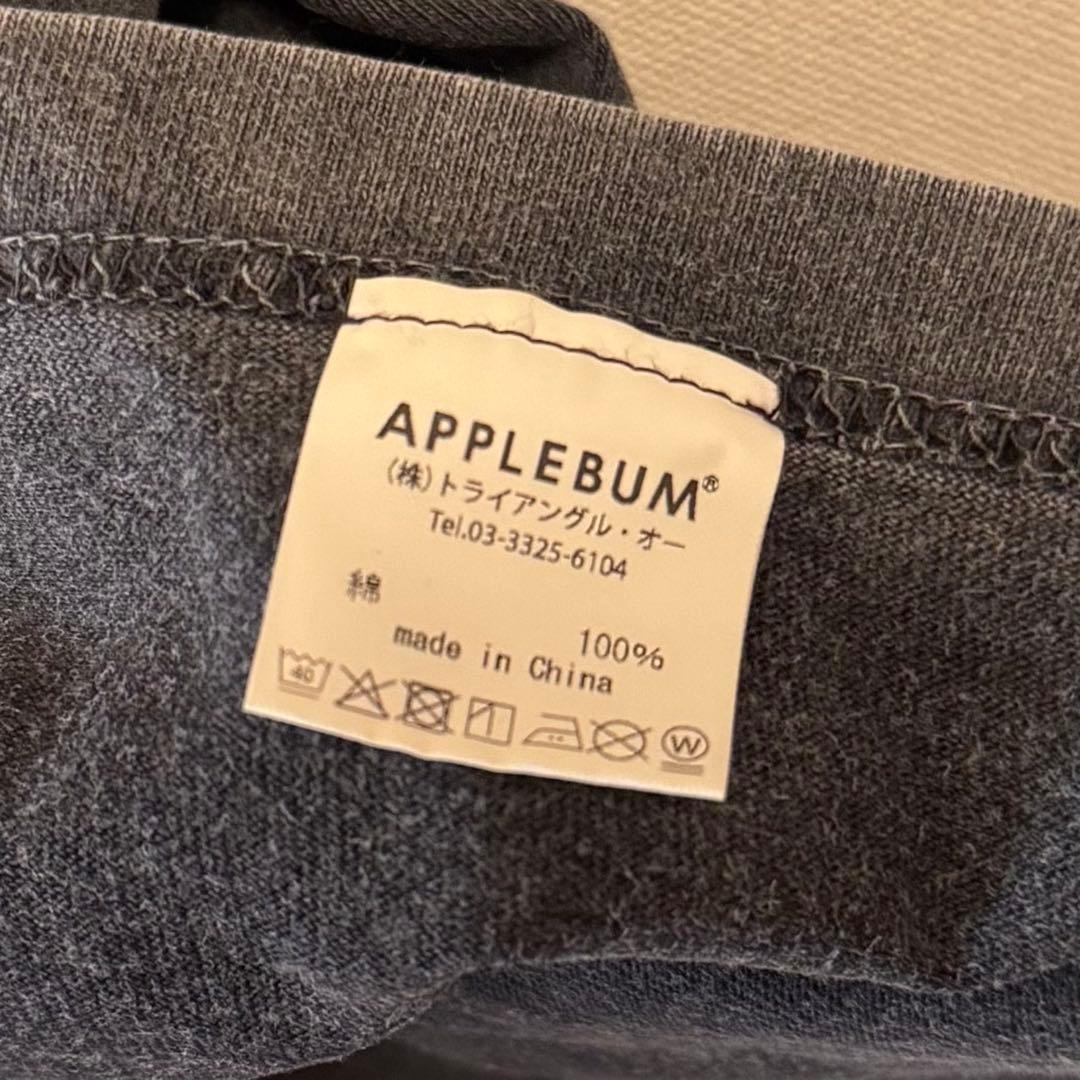 APPLEBUM®
(株)トライアングル・オー
Tel.03-3325-6104
綿 100%
made in China
40 W